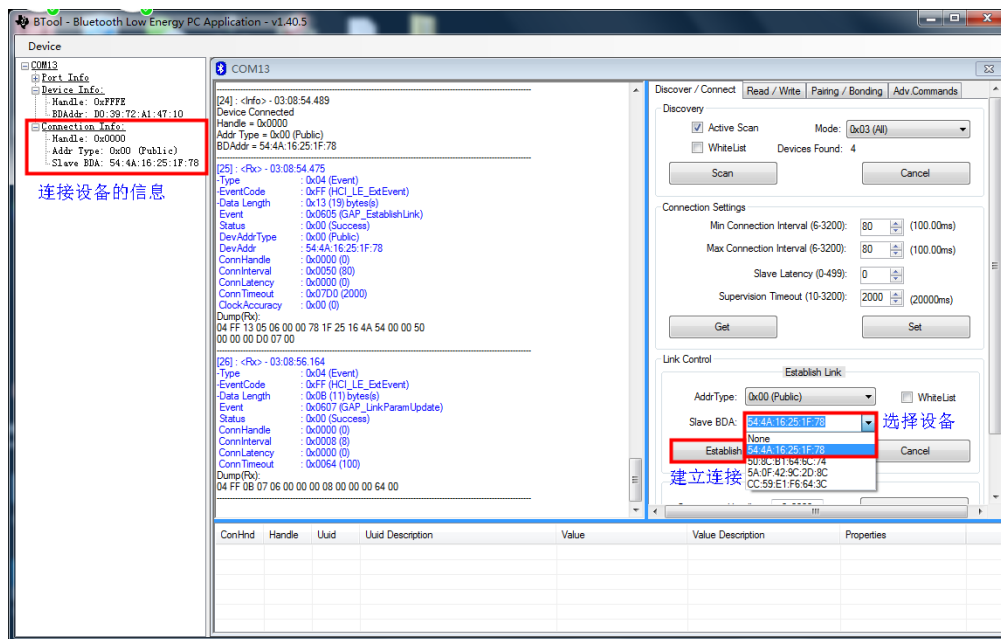 BTool - Bluetooth Low Energy PC Application - v1.40.5
Device
COM13
Port Info
Device Info:
Handle: 0xFFFE
BDAddr: D0:39:72:A1:47:10
Connection Info:
Handle: 0x0000
Addr Type: 0x00 (Public)
Slave BDA: 54:4A:16:25:1F:78
连接设备的信息
COM13
[24] : <Info> - 03:08:54.489
Device Connected
Handle = 0x0000
Addr Type = 0x00 (Public)
BDAddr = 54:4A:16:25:1F:78
[25] : <Rx> - 03:08:54.475
-Type : 0x04 (Event)
-EventCode : 0xFF (HCI_LE_ExtEvent)
-Data Length : 0x13 (19) bytes(s)
Event : 0x0605 (GAP_EstablishLink)
Status : 0x00 (Success)
DevAddrType : 0x00 (Public)
DevAddr : 54:4A:16:25:1F:78
ConnHandle : 0x0000 (0)
ConnInterval : 0x0050 (80)
ConnLatency : 0x0000 (0)
ConnTimeout : 0x07D0 (2000)
ClockAccuracy : 0x00 (0)
Dump(Rx):
04 FF 13 05 06 00 00 78 1F 25 16 4A 54 00 00 50
00 00 00 D0 07 00
[26] : <Rx> - 03:08:56.164
-Type : 0x04 (Event)
-EventCode : 0xFF (HCI_LE_ExtEvent)
-Data Length : 0x0B (11) bytes(s)
Event : 0x0607 (GAP_LinkParamUpdate)
Status : 0x00 (Success)
ConnHandle : 0x0000 (0)
ConnInterval : 0x0008 (8)
ConnLatency : 0x0000 (0)
ConnTimeout : 0x0064 (100)
Dump(Rx):
04 FF 0B 07 06 00 00 00 08 00 00 00 64 00
Discover / Connect Read / Write Pairing / Bonding Adv.Commands
Discovery
Active Scan Mode: 0x03 (All)
WhiteList Devices Found: 4
Scan Cancel
Connection Settings
Min Connection Interval (6-3200): 80 (100.00ms)
Max Connection Interval (6-3200): 80 (100.00ms)
Slave Latency (0-499): 0
Supervision Timeout (10-3200): 2000 (20000ms)
Get Set
Link Control
Establish Link
AddrType: 0x00 (Public) WhiteList
Slave BDA: 54:4A:16:25:1F:78 选择设备
None
Establish 54:4A:16:25:1F:78 Cancel
50:8C:B1:64:6C:74
建立连接 5A:0F:42:9C:2D:8C
CC:59:E1:F6:64:3C
ConHnd Handle Uuid Uuid Description Value Value Description Properties